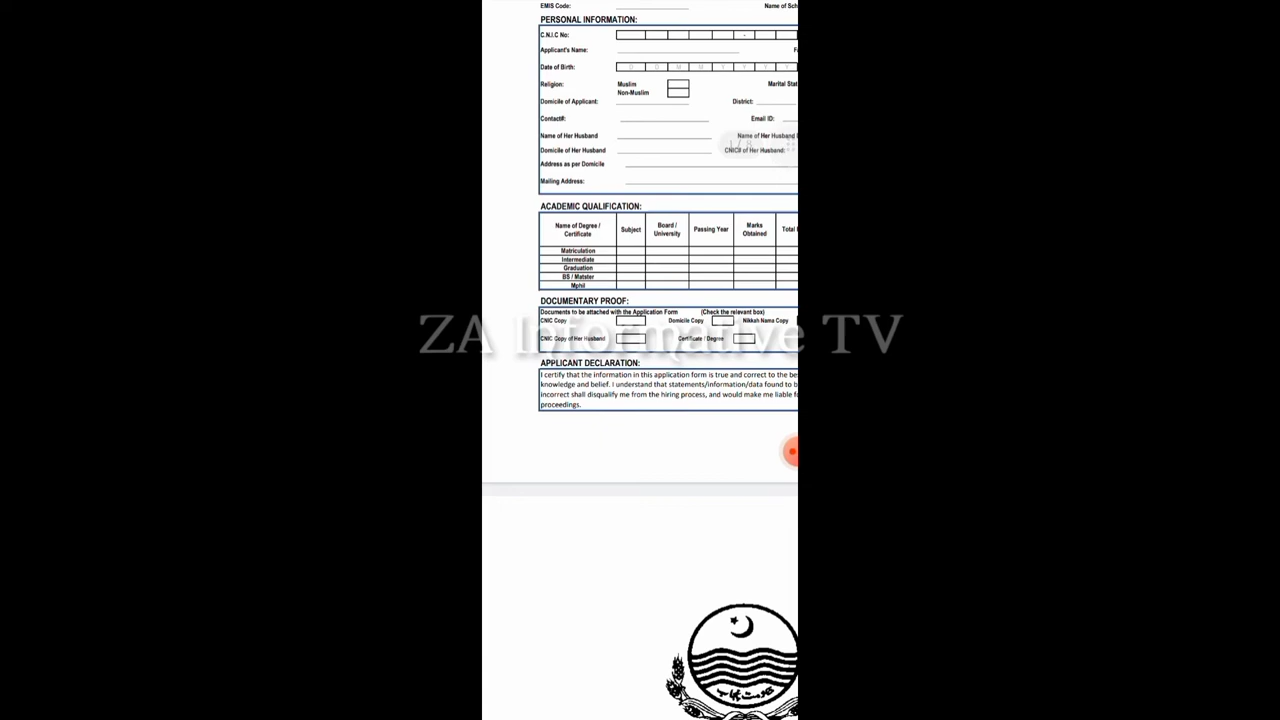 EMIS Code: Name of Sch
PERSONAL INFORMATION:
C.N.I.C No: -
Applicant's Name: F
Date of Birth: D D M M Y Y Y Y
Religion: Muslim Marital Stat
Non-Muslim
Domicile of Applicant: District:
Contact#: Email ID:
Name of Her Husband Name of Her Husband
1 / 8
Domicile of Her Husband CNIC# of Her Husband:
Address as per Domicile
Mailing Address:
ACADEMIC QUALIFICATION:
Name of Degree / Certificate Subject Board / University Passing Year Marks Obtained Total
Matriculation
Intermediate
Graduation
BS / Matster
Mphil
DOCUMENTARY PROOF:
Documents to be attached with the Application Form (Check the relevant box)
CNIC Copy Domicile Copy Nikkah Nama Copy
ZA Informative TV
CNIC Copy of Her Husband Certificate / Degree
APPLICANT DECLARATION:
I certify that the information in this application form is true and correct to the be
knowledge and belief. I understand that statements/information/data found to b
incorrect shall disqualify me from the hiring process, and would make me liable fo
proceedings.
حکومت پنجاب